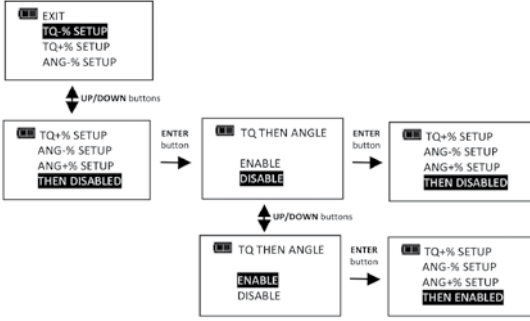 EXIT
TQ-% SETUP
TQ+% SETUP
ANG-% SETUP
UP/DOWN buttons
TQ+% SETUP
ANG-% SETUP
ANG+% SETUP
THEN DISABLED
ENTER
button
TQ THEN ANGLE
ENABLE
DISABLE
ENTER
button
TQ+% SETUP
ANG-% SETUP
ANG+% SETUP
THEN DISABLED
UP/DOWN buttons
TQ THEN ANGLE
ENABLE
DISABLE
ENTER
button
TQ+% SETUP
ANG-% SETUP
ANG+% SETUP
THEN ENABLED